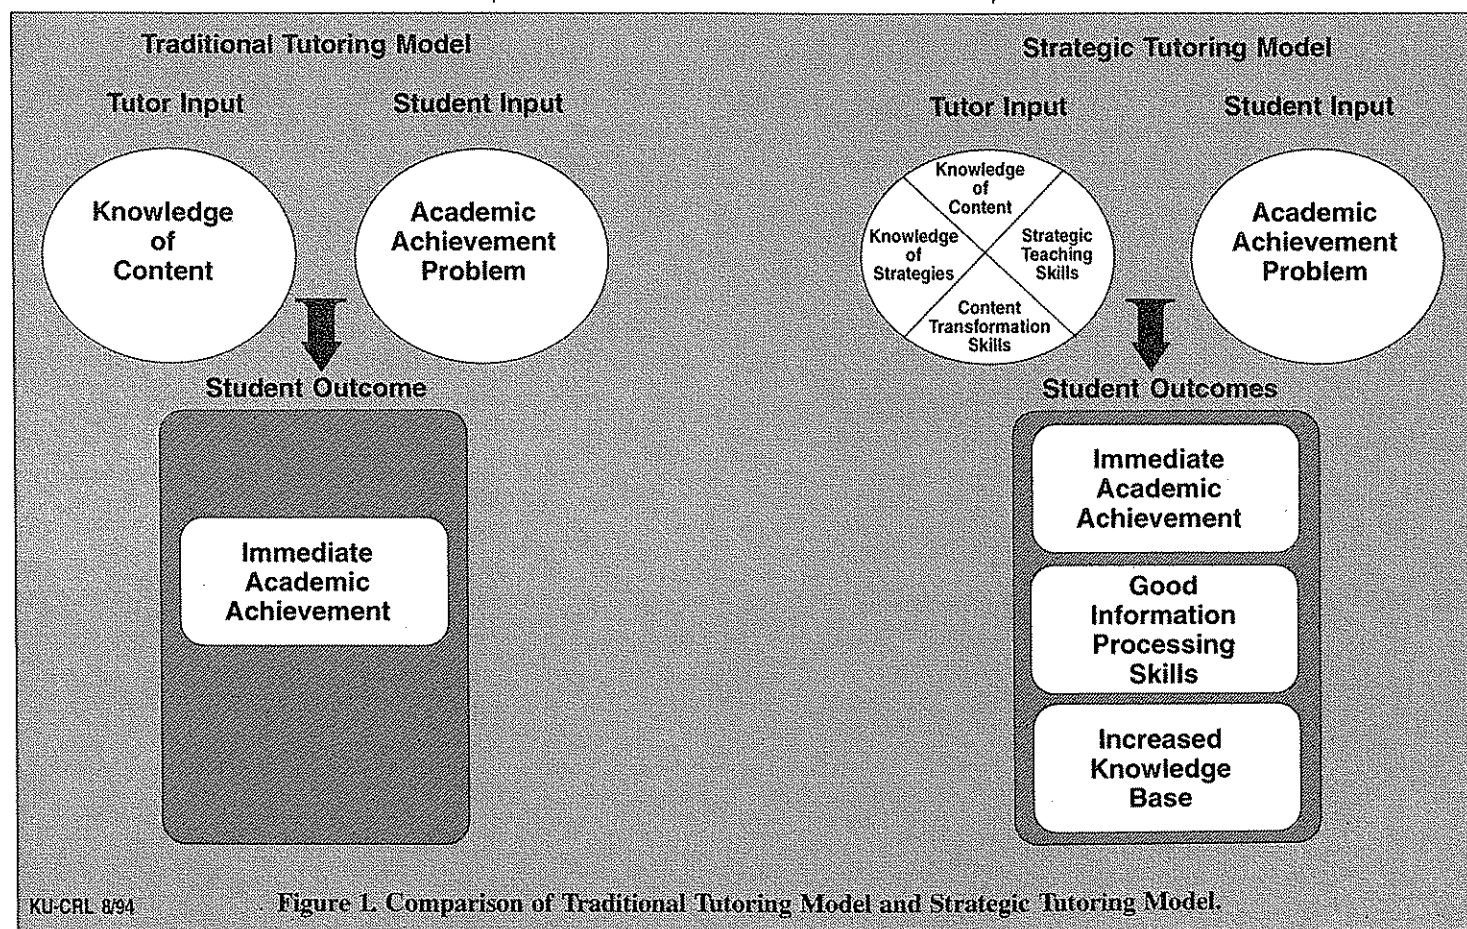 Traditional Tutoring Model
Tutor Input
Student Input
Knowledge
of
Content
Academic
Achievement
Problem
Student Outcome
Immediate
Academic
Achievement
Strategic Tutoring Model
Tutor Input
Student Input
Knowledge
of
Content
Knowledge
of
Strategies
Strategic
Teaching
Skills
Content
Transformation
Skills
Academic
Achievement
Problem
Student Outcomes
Immediate
Academic
Achievement
Good
Information
Processing
Skills
Increased
Knowledge
Base
KU-CRL 8/94
Figure 1. Comparison of Traditional Tutoring Model and Strategic Tutoring Model.